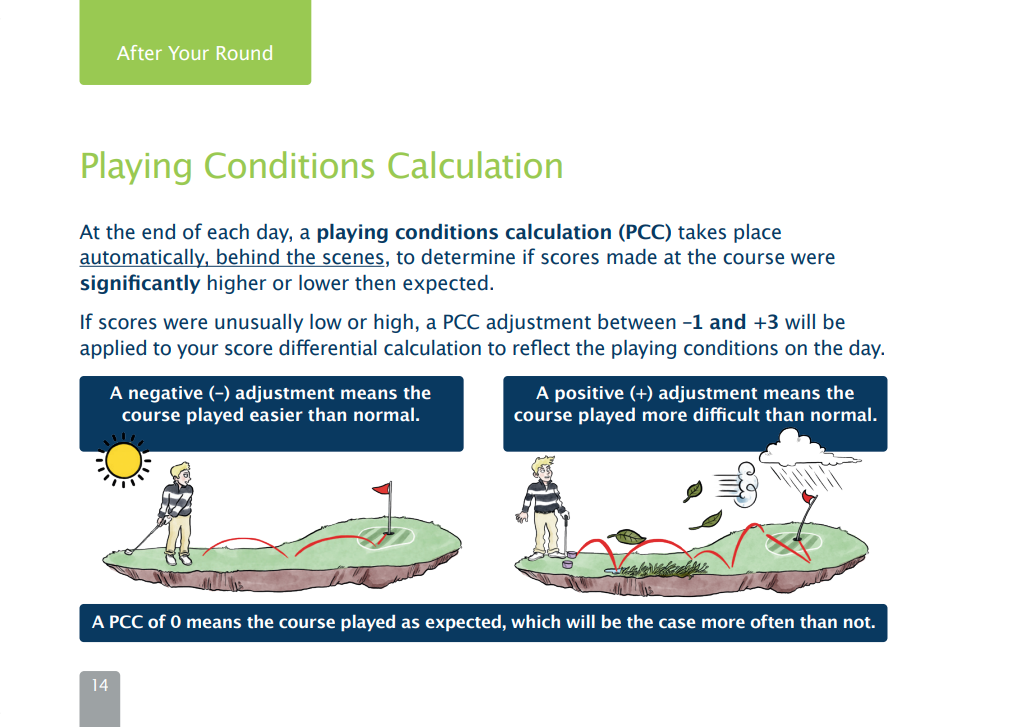 After Your Round
Playing Conditions Calculation
At the end of each day, a playing conditions calculation (PCC) takes place
automatically, behind the scenes, to determine if scores made at the course were
significantly higher or lower then expected.
If scores were unusually low or high, a PCC adjustment between –1 and +3 will be
applied to your score differential calculation to reflect the playing conditions on the day.
A negative (–) adjustment means the
course played easier than normal.
A positive (+) adjustment means the
course played more difficult than normal.
A PCC of 0 means the course played as expected, which will be the case more often than not.
14